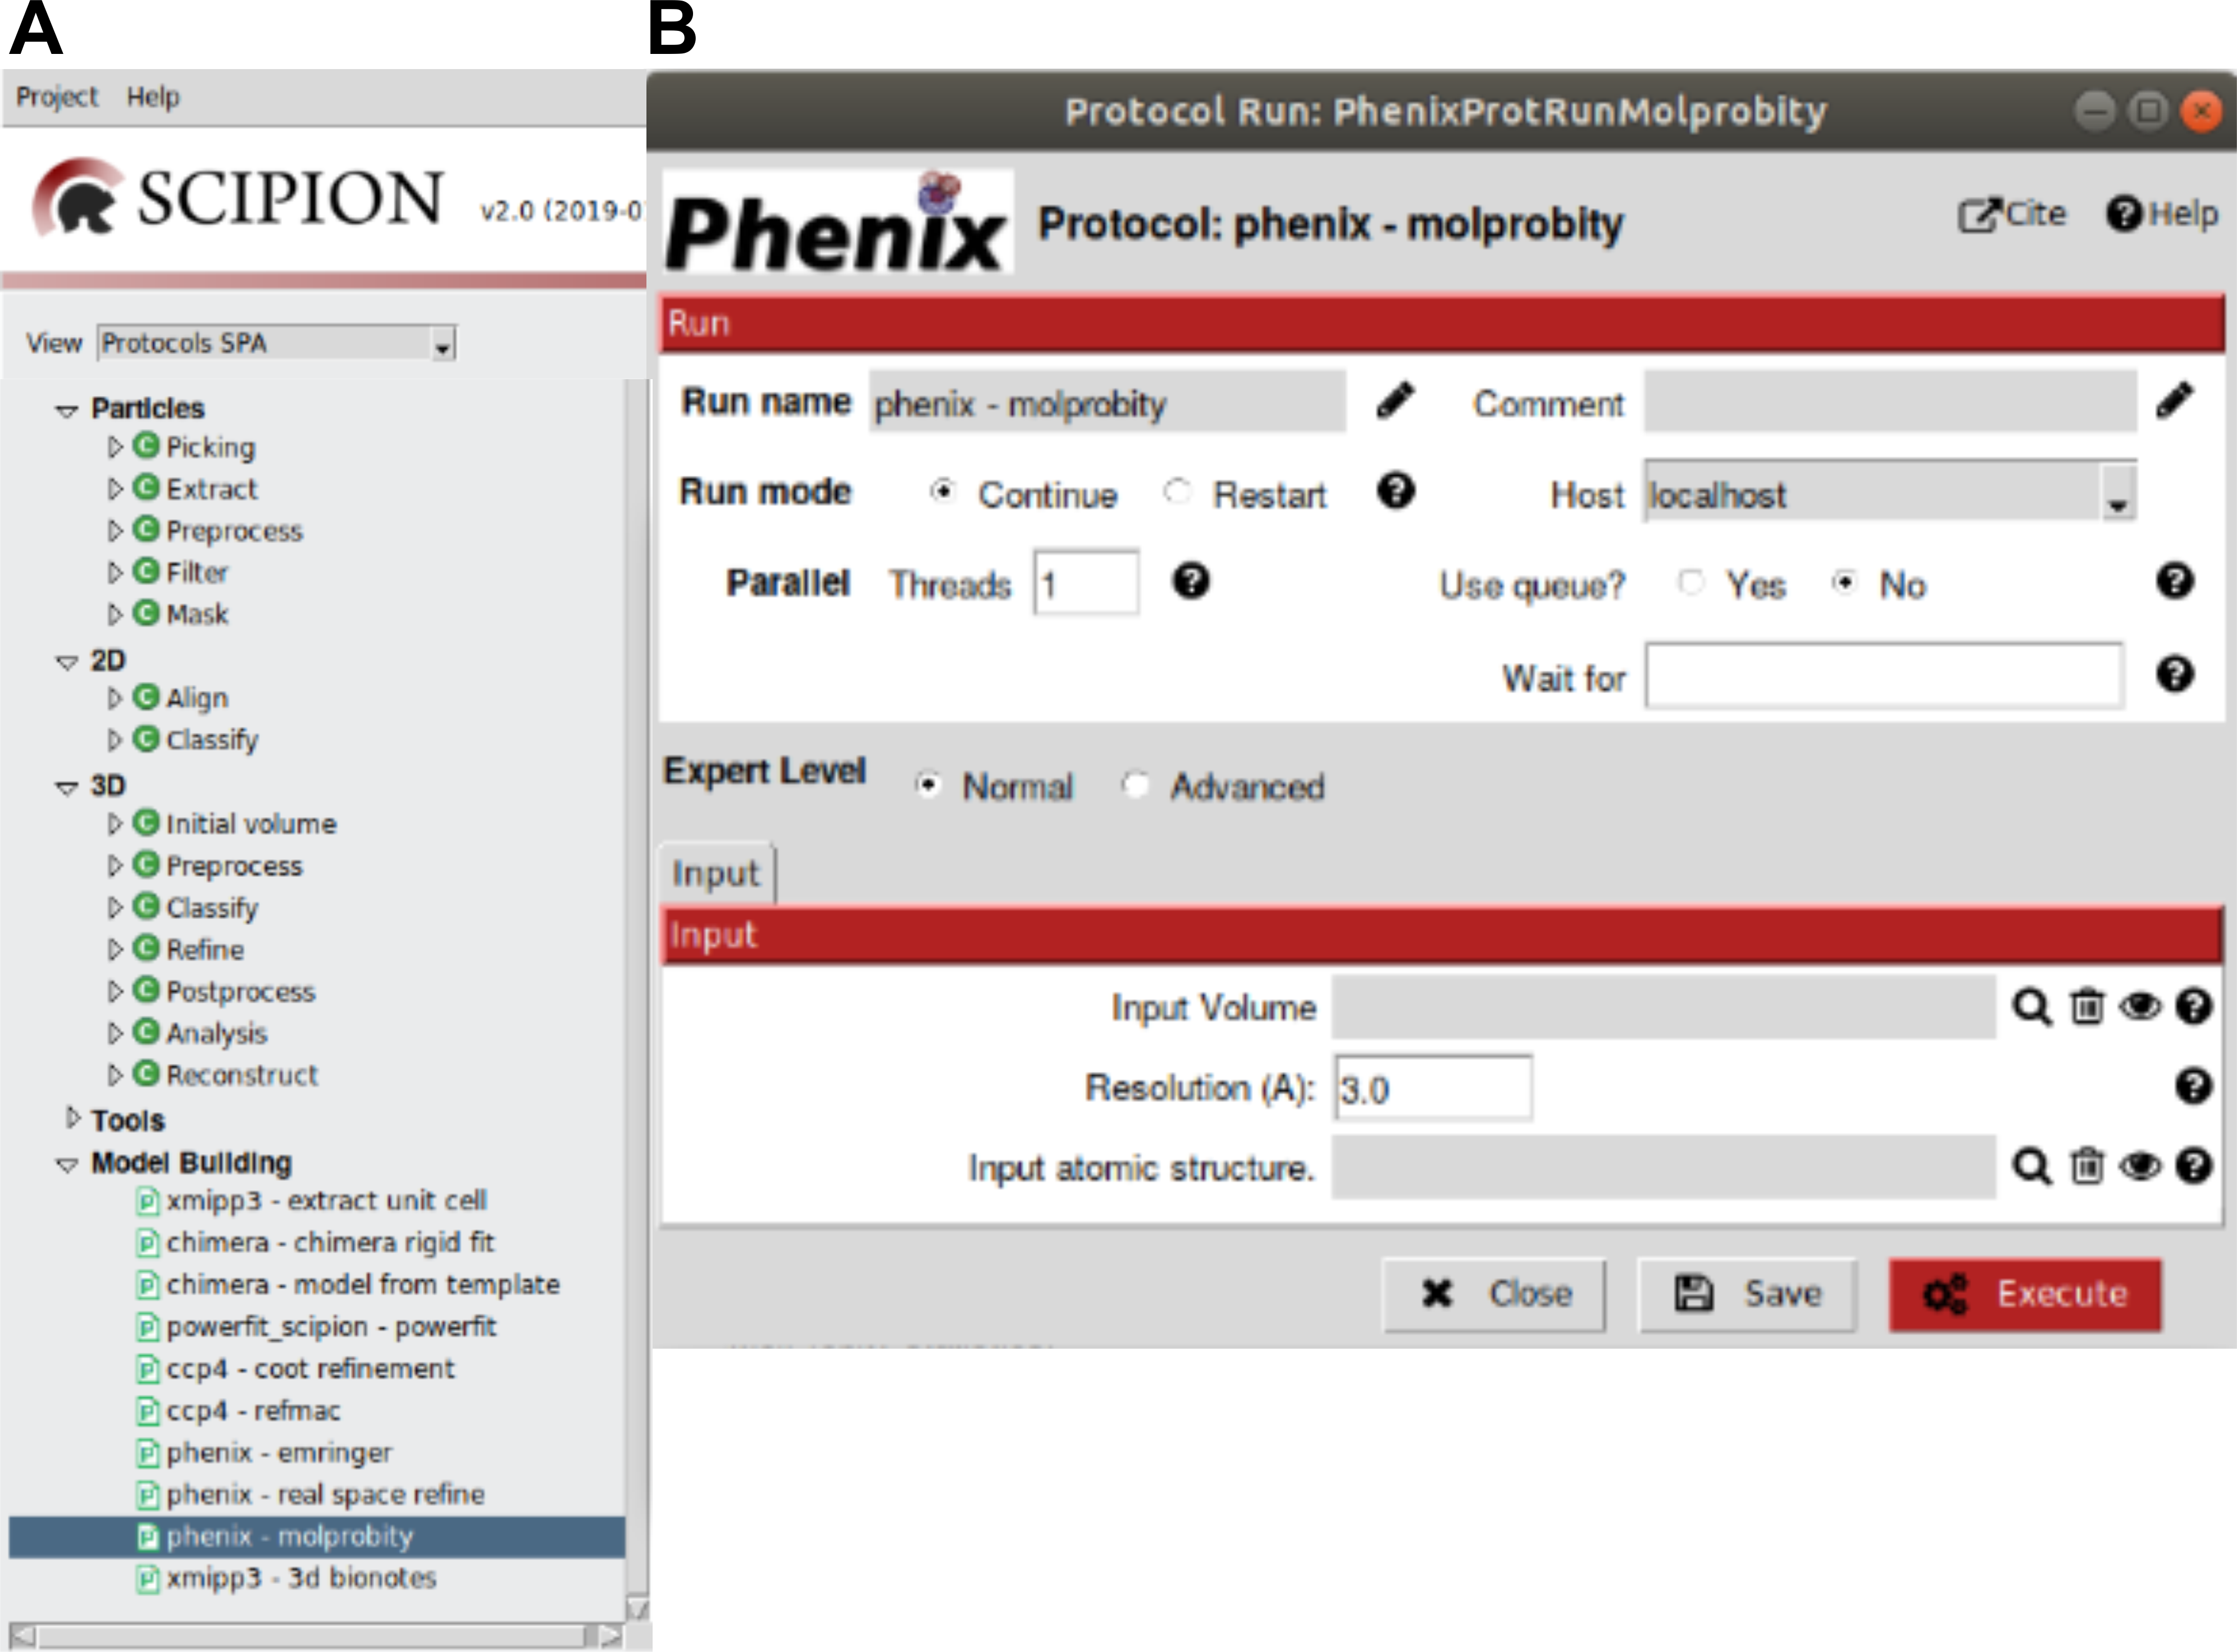 A
Project Help
SCIPION v2.0 (2019-0
View Protocols SPA
Particles
Picking
Extract
Preprocess
Filter
Mask
2D
Align
Classify
3D
Initial volume
Preprocess
Classify
Refine
Postprocess
Analysis
Reconstruct
Tools
Model Building
xmipp3 - extract unit cell
chimera - chimera rigid fit
chimera - model from template
powerfit_scipion - powerfit
ccp4 - coot refinement
ccp4 - refmac
phenix - emringer
phenix - real space refine
phenix - molprobity
xmipp3 - 3d bionotes
B
Protocol Run: PhenixProtRunMolprobity
Phenix Protocol: phenix - molprobity Cite Help
Run
Run name phenix - molprobity Comment
Run mode Continue Restart Host localhost
Parallel Threads 1 Use queue? Yes No
Wait for
Expert Level Normal Advanced
Input
Input
Input Volume
Resolution (A): 3.0
Input atomic structure.
Close Save Execute